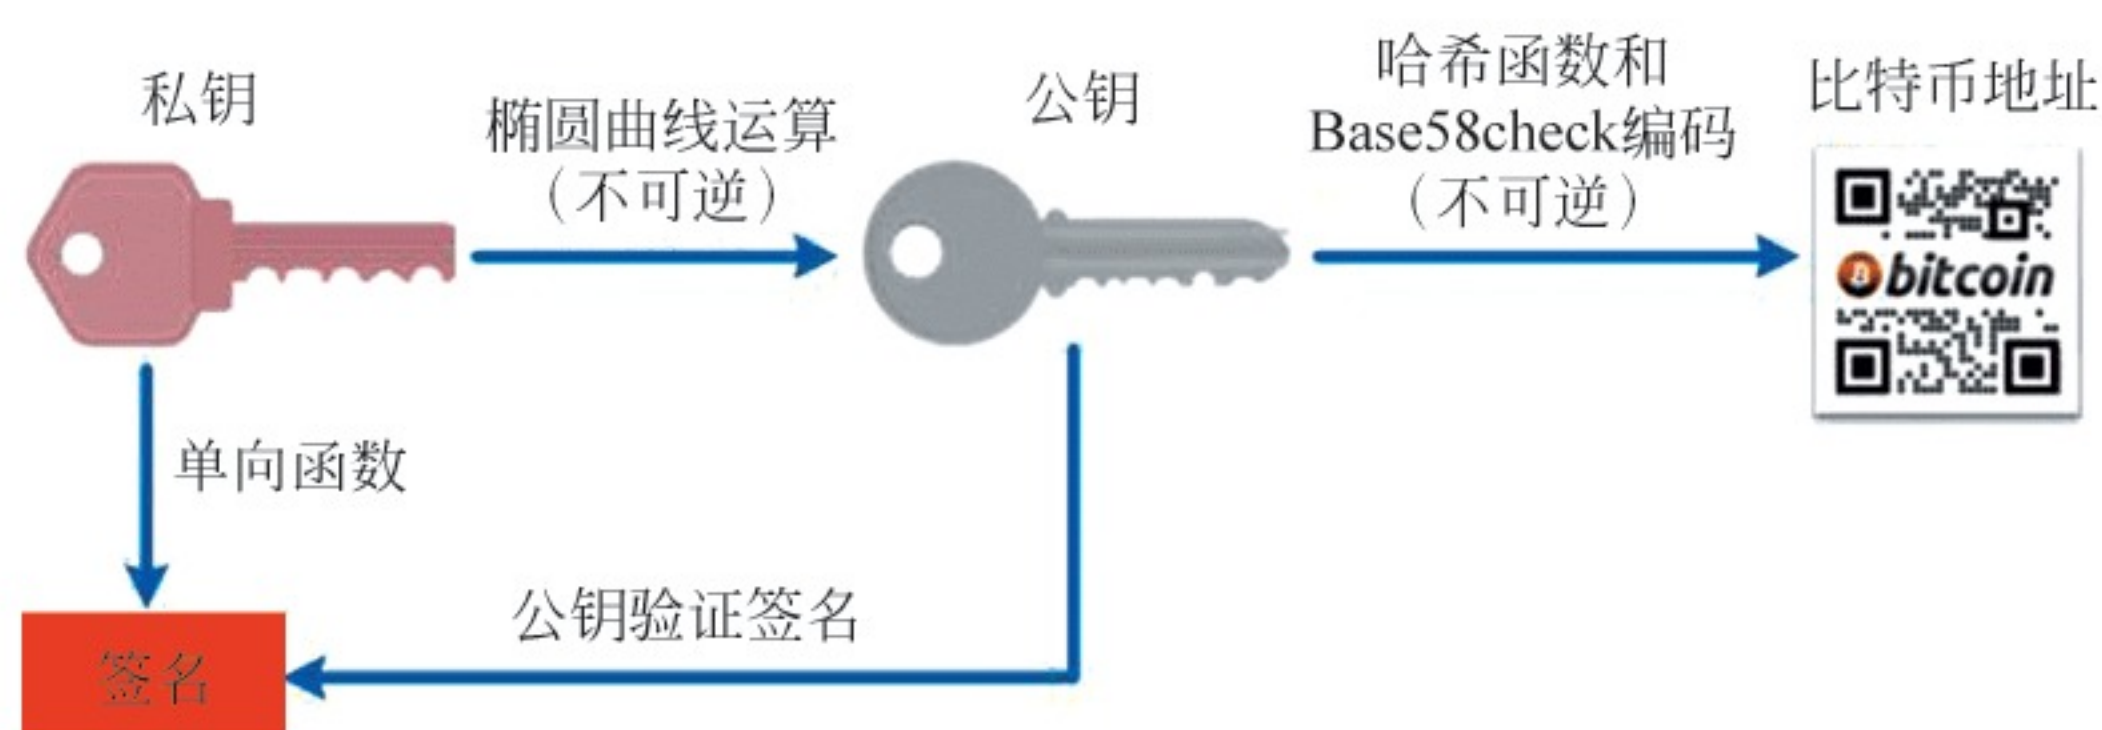 私钥
椭圆曲线运算
（不可逆）
公钥
哈希函数和
Base58check编码
（不可逆）
比特币地址
bitcoin
单向函数
公钥验证签名
签名